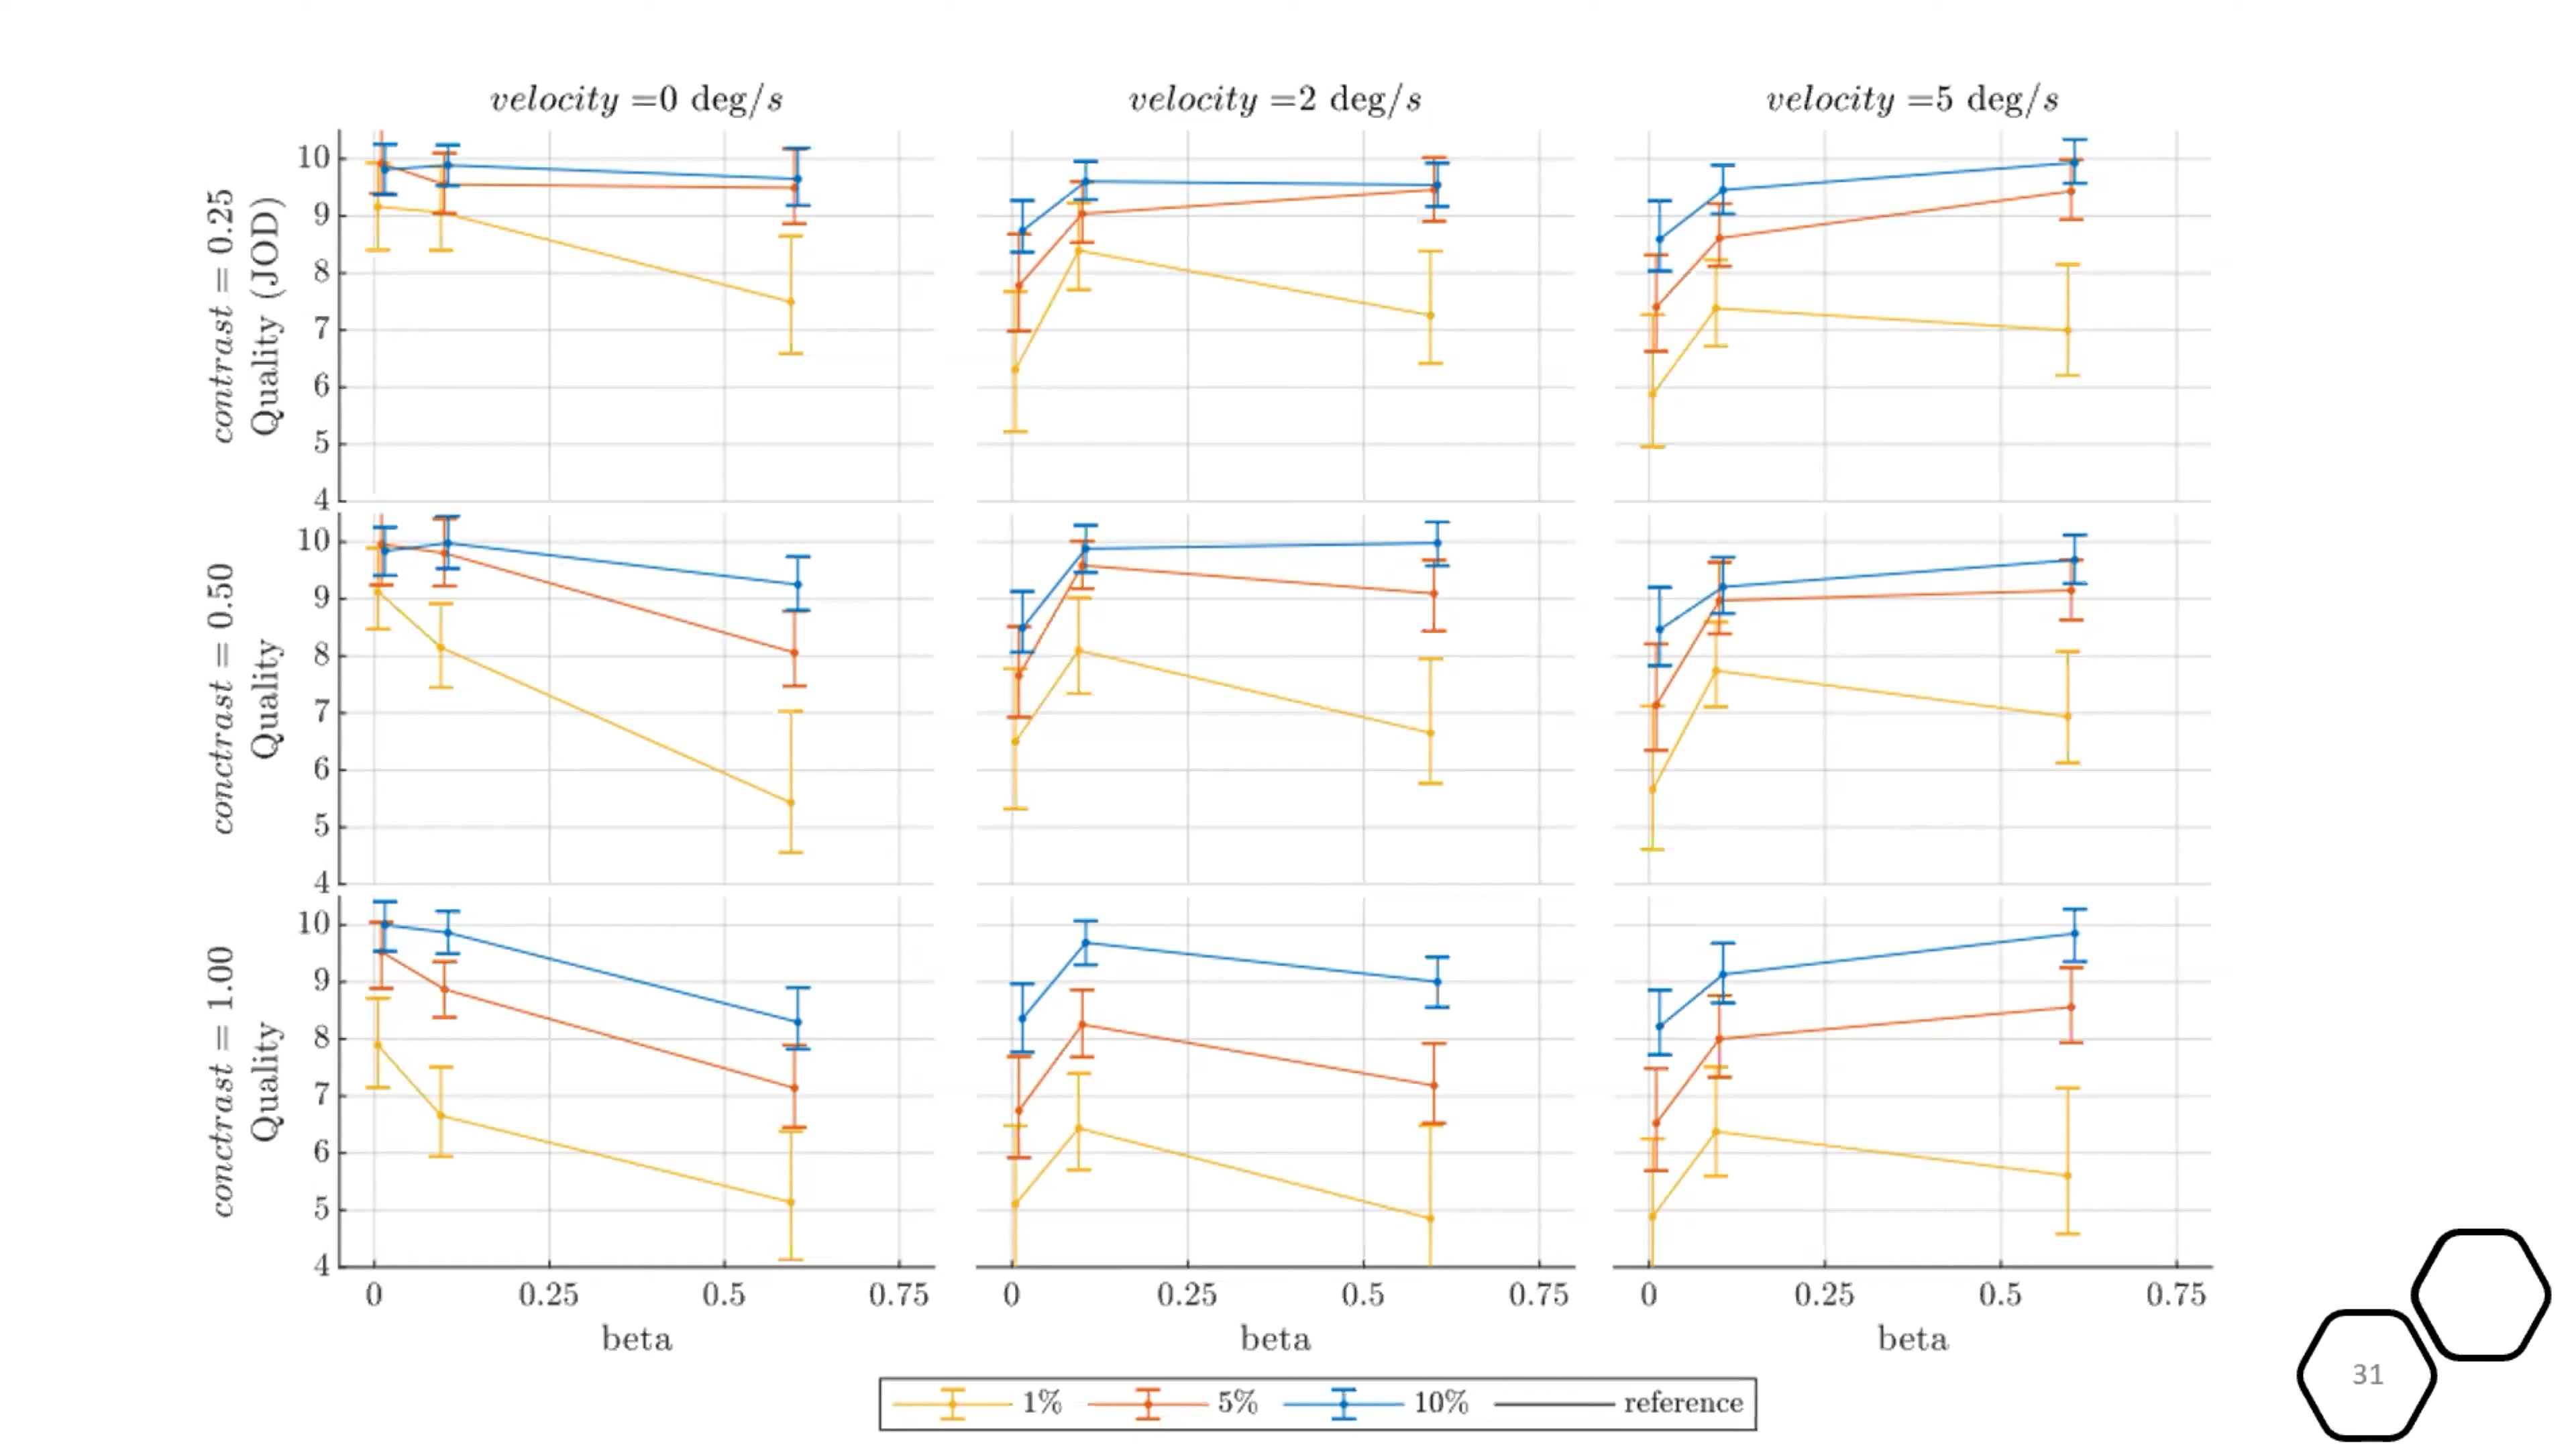 velocity =0 deg/s
velocity =2 deg/s
velocity =5 deg/s
contrast = 0.25
Quality (JOD)
10
9
8
7
6
5
4
conctrast = 0.50
Quality
10
9
8
7
6
5
4
conctrast = 1.00
Quality
10
9
8
7
6
5
4
0 0.25 0.5 0.75
0 0.25 0.5 0.75
0 0.25 0.5 0.75
beta
beta
beta
1% 5% 10% reference
31